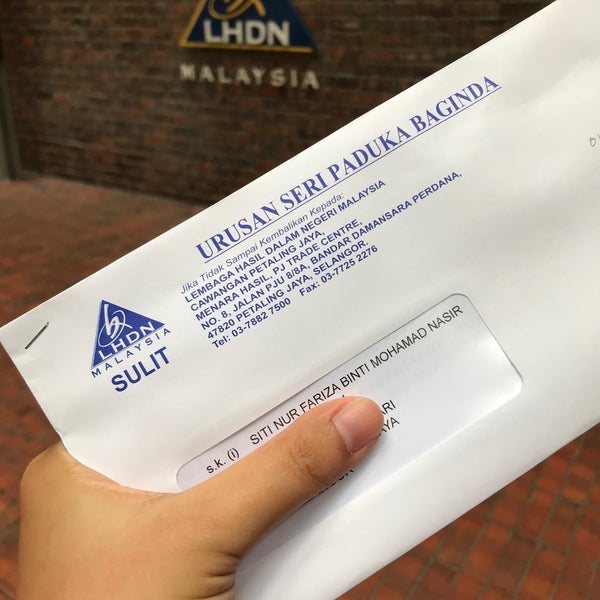 LHDN
MALAYSIA
URUSAN SERI PADUKA BAGINDA
Jika Tidak Sampai Kembalikan Kepada:
LEMBAGA HASIL DALAM NEGERI MALAYSIA
CAWANGAN PETALING JAYA,
MENARA HASIL, PJ TRADE CENTRE,
NO. 8, JALAN PJU 8/8A, BANDAR DAMANSARA PERDANA,
47820 PETALING JAYA, SELANGOR.
Tel: 03-7882 7500 Fax: 03-7725 2276
LHDN
MALAYSIA
SULIT
s.k. (f) SITI NUR FARIZA BINTI MOHAMAD NASIR